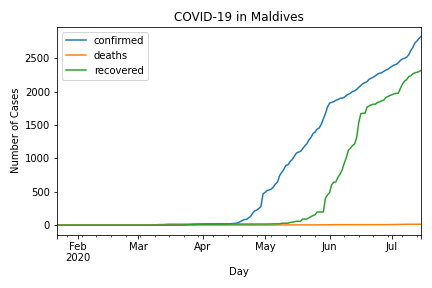 COVID-19 in Maldives
confirmed
deaths
recovered
Number of Cases
2500
2000
1500
1000
500
0
Feb
2020
Mar
Apr
May
Jun
Jul
Day